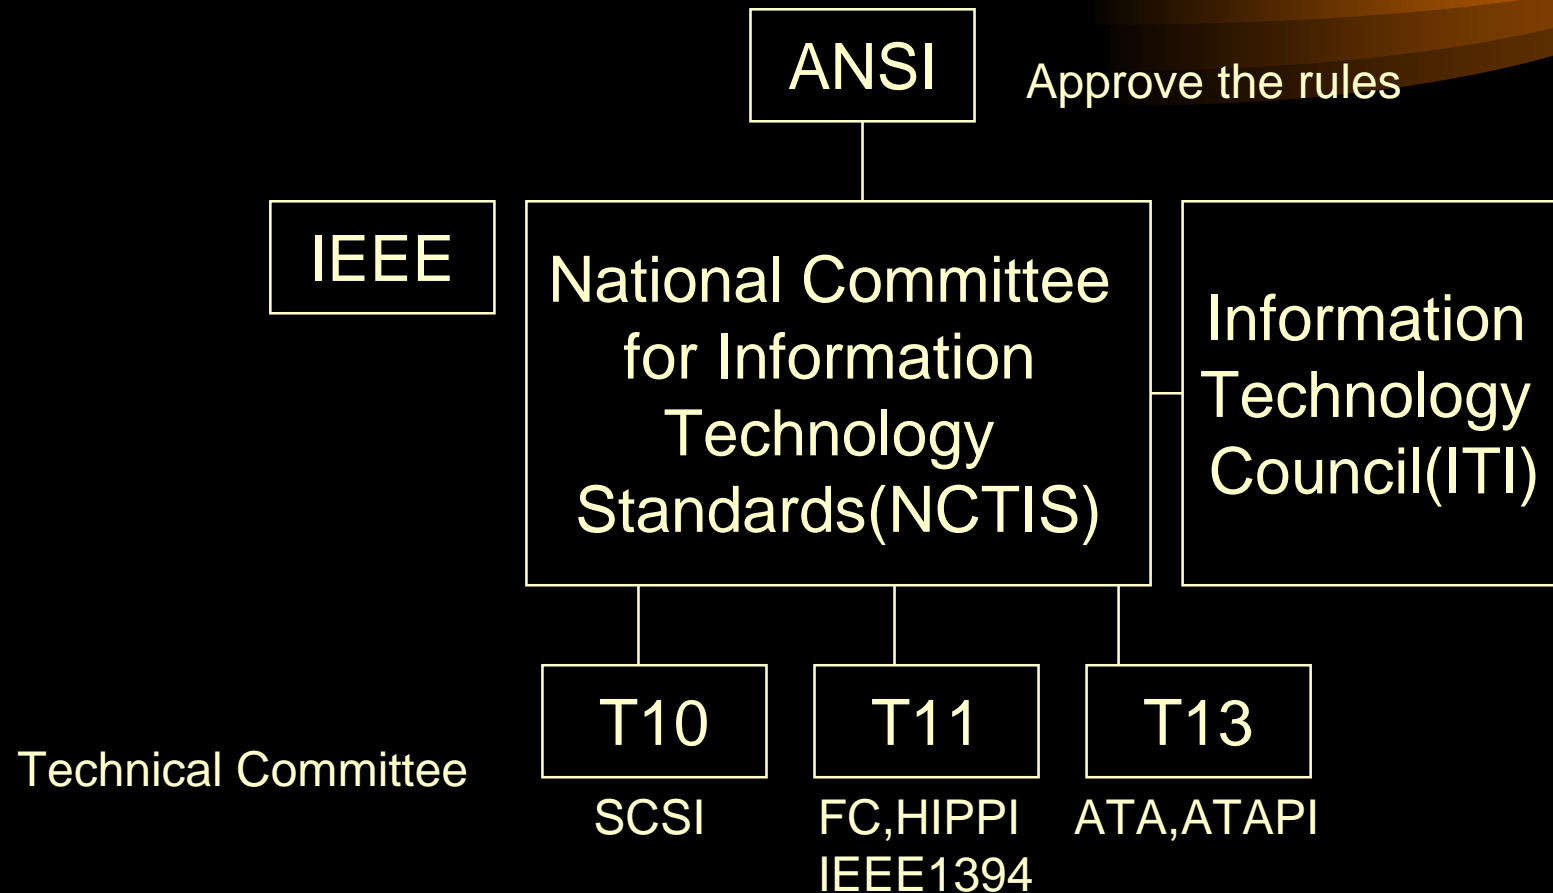 ANSI
Approve the rules
IEEE
National Committee
for Information
Technology
Standards(NCTIS)
Information
Technology
Council(ITI)
T10
T11
T13
Technical Committee
SCSI
FC,HIPPI
IEEE1394
ATA,ATAPI